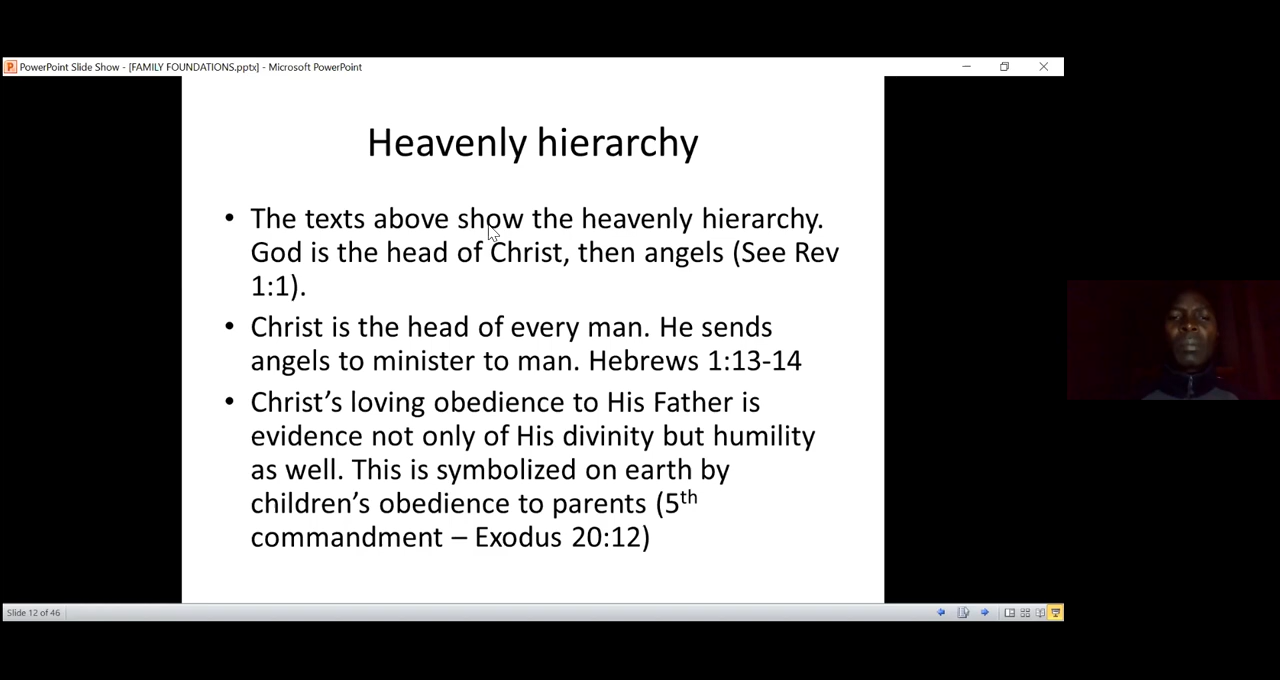 PowerPoint Slide Show - [FAMILY FOUNDATIONS.pptx] - Microsoft PowerPoint
Heavenly hierarchy
• The texts above show the heavenly hierarchy.
God is the head of Christ, then angels (See Rev
1:1).
• Christ is the head of every man. He sends
angels to minister to man. Hebrews 1:13-14
• Christ’s loving obedience to His Father is
evidence not only of His divinity but humility
as well. This is symbolized on earth by
children’s obedience to parents (5th
commandment – Exodus 20:12)
Slide 12 of 46